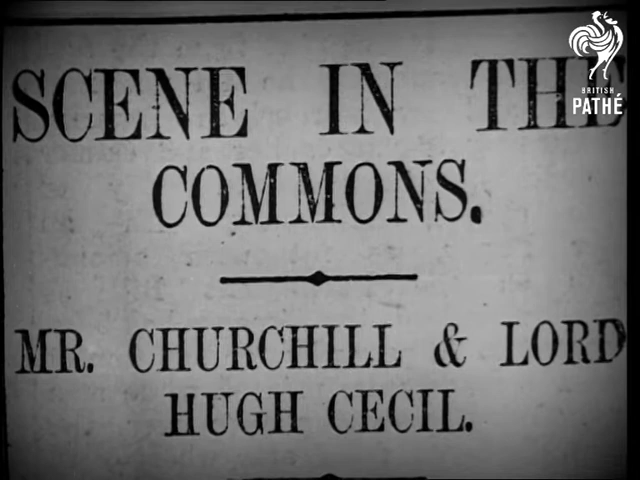 SCENE IN THE
COMMONS.
MR. CHURCHILL & LORD
HUGH CECIL.
BRITISH
PATHÉ